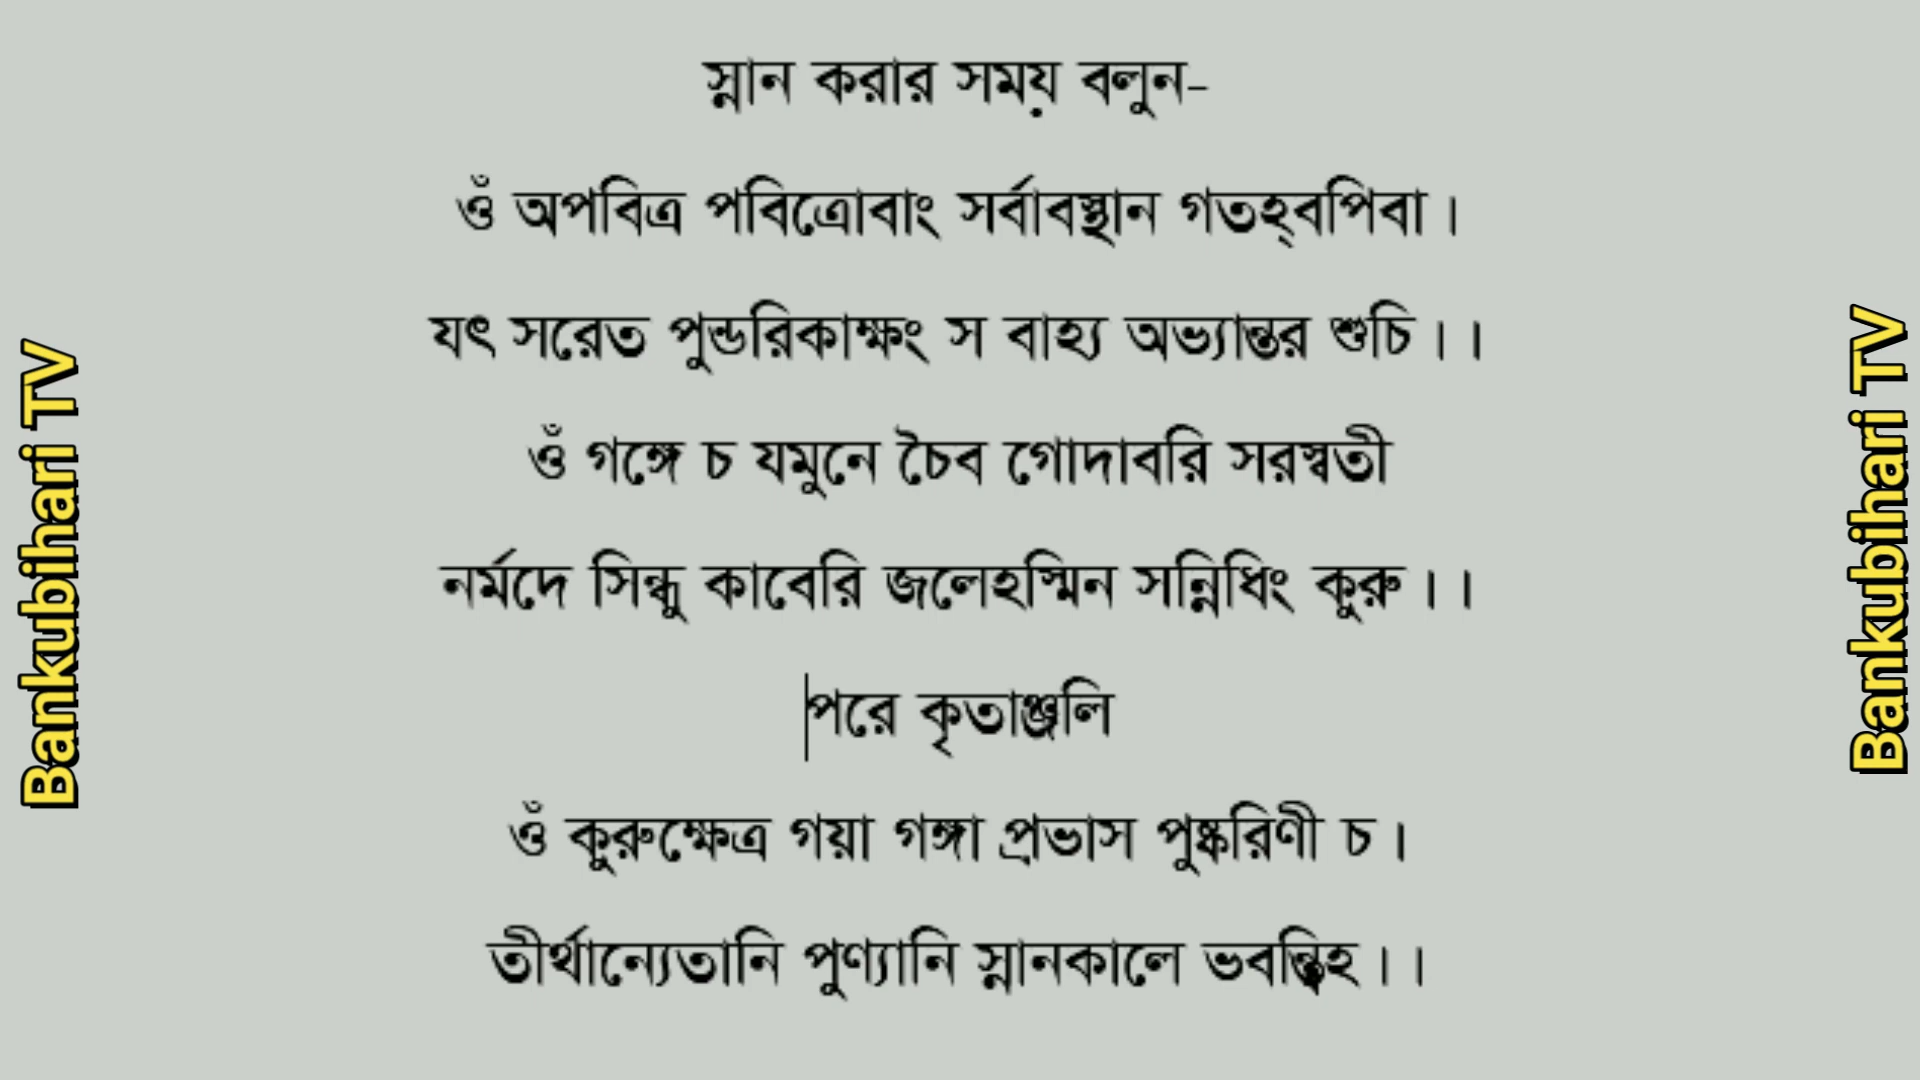 স্নান করার সময় বলুন-
ওঁ অপবিত্র পবিত্রোবাং সর্বাবস্থান গতহ্‌বপিবা।
যৎ সরেত পুন্ডরিকাক্ষং স বাহ্য অভ্যান্তর শুচি।।
ওঁ গঙ্গে চ যমুনে চৈব গোদাবরি সরস্বতী
নর্মদে সিন্ধু কাবেরি জলেহস্মিন সন্নিধিং কুরু।।
পরে কৃতাঞ্জলি
ওঁ কুরুক্ষেত্র গয়া গঙ্গা প্রভাস পুষ্করিণী চ।
তীর্থান্যেতানি পুণ্যানি স্নানকালে ভবন্ত্বিহ।।
Bankubihari TV
Bankubihari TV